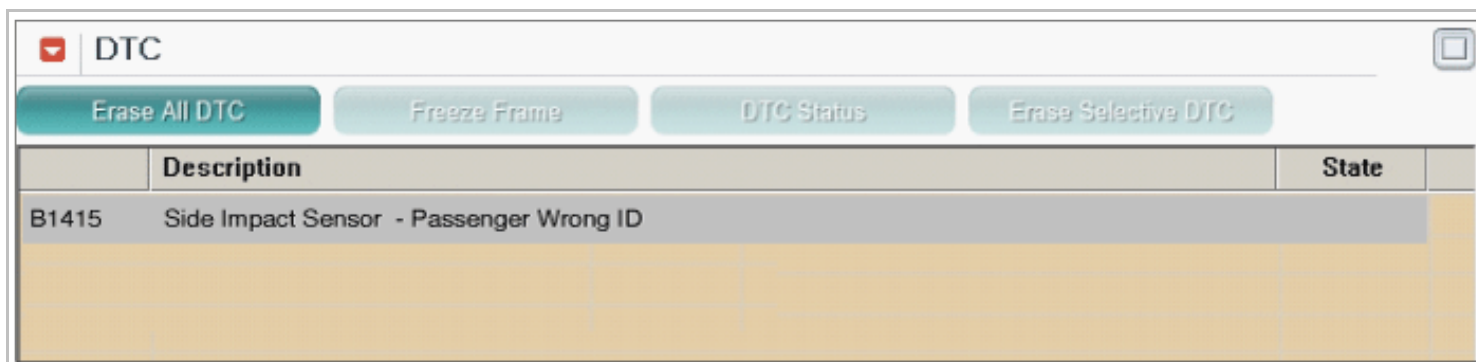 DTC
Erase All DTC Freeze Frame DTC Status Erase Selective DTC
Description State
B1415 Side Impact Sensor - Passenger Wrong ID